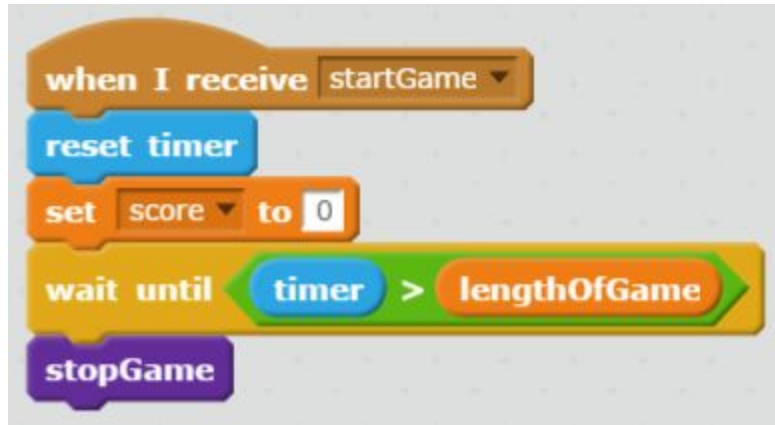 when I receive startGame
reset timer
set score to 0
wait until timer > lengthOfGame
stopGame